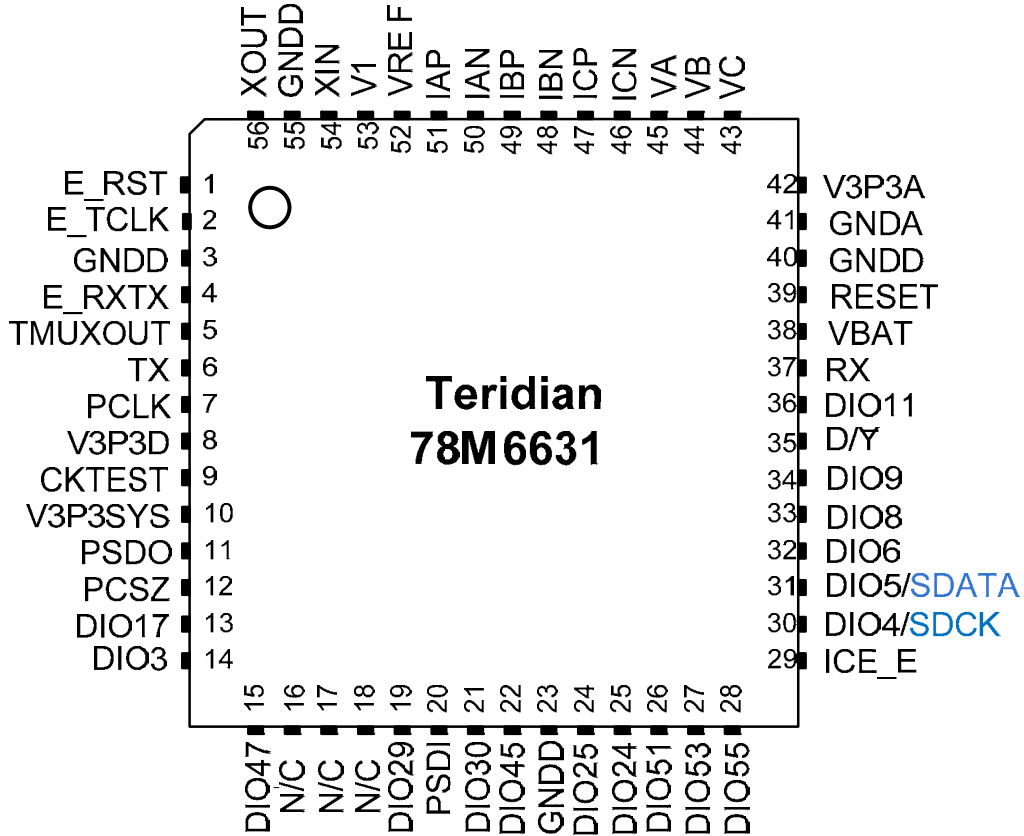 XOUT
GNDD
XIN
V1
VREF
IAP
IAN
IBP
IBN
ICP
ICN
VA
VB
VC
56
55
54
53
52
51
50
49
48
47
46
45
44
43
E_RST 1
E_TCLK 2
GNDD 3
E_RXTX 4
TMUXOUT 5
TX 6
PCLK 7
V3P3D 8
CKTEST 9
V3P3SYS 10
PSDO 11
PCSZ 12
DIO17 13
DIO3 14
Teridian
78M6631
42 V3P3A
41 GNDA
40 GNDD
39 RESET
38 VBAT
37 RX
36 DIO11
35 D/Y
34 DIO9
33 DIO8
32 DIO6
31 DIO5/SDATA
30 DIO4/SDCK
29 ICE_E
15
16
17
18
19
20
21
22
23
24
25
26
27
28
DIO47
N/C
N/C
N/C
DIO29
PSDI
DIO30
DIO45
GNDD
DIO25
DIO24
DIO51
DIO53
DIO55